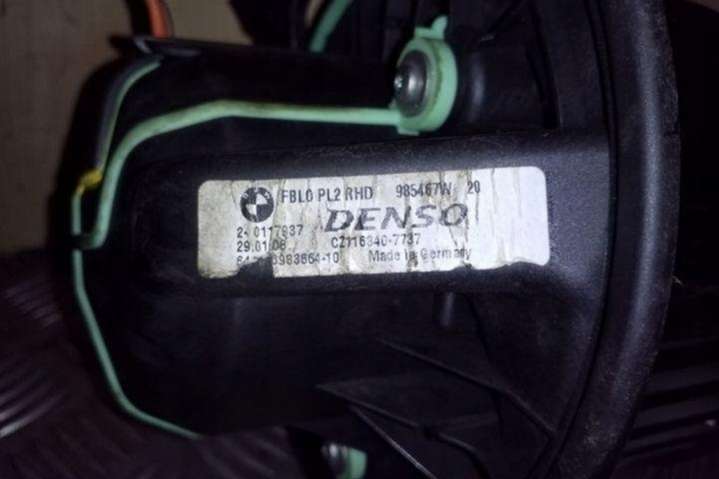 FBL0 PL2 RHD 985467W 20
DENSO
29.01.08 CZ116340-7737
Made in Germany